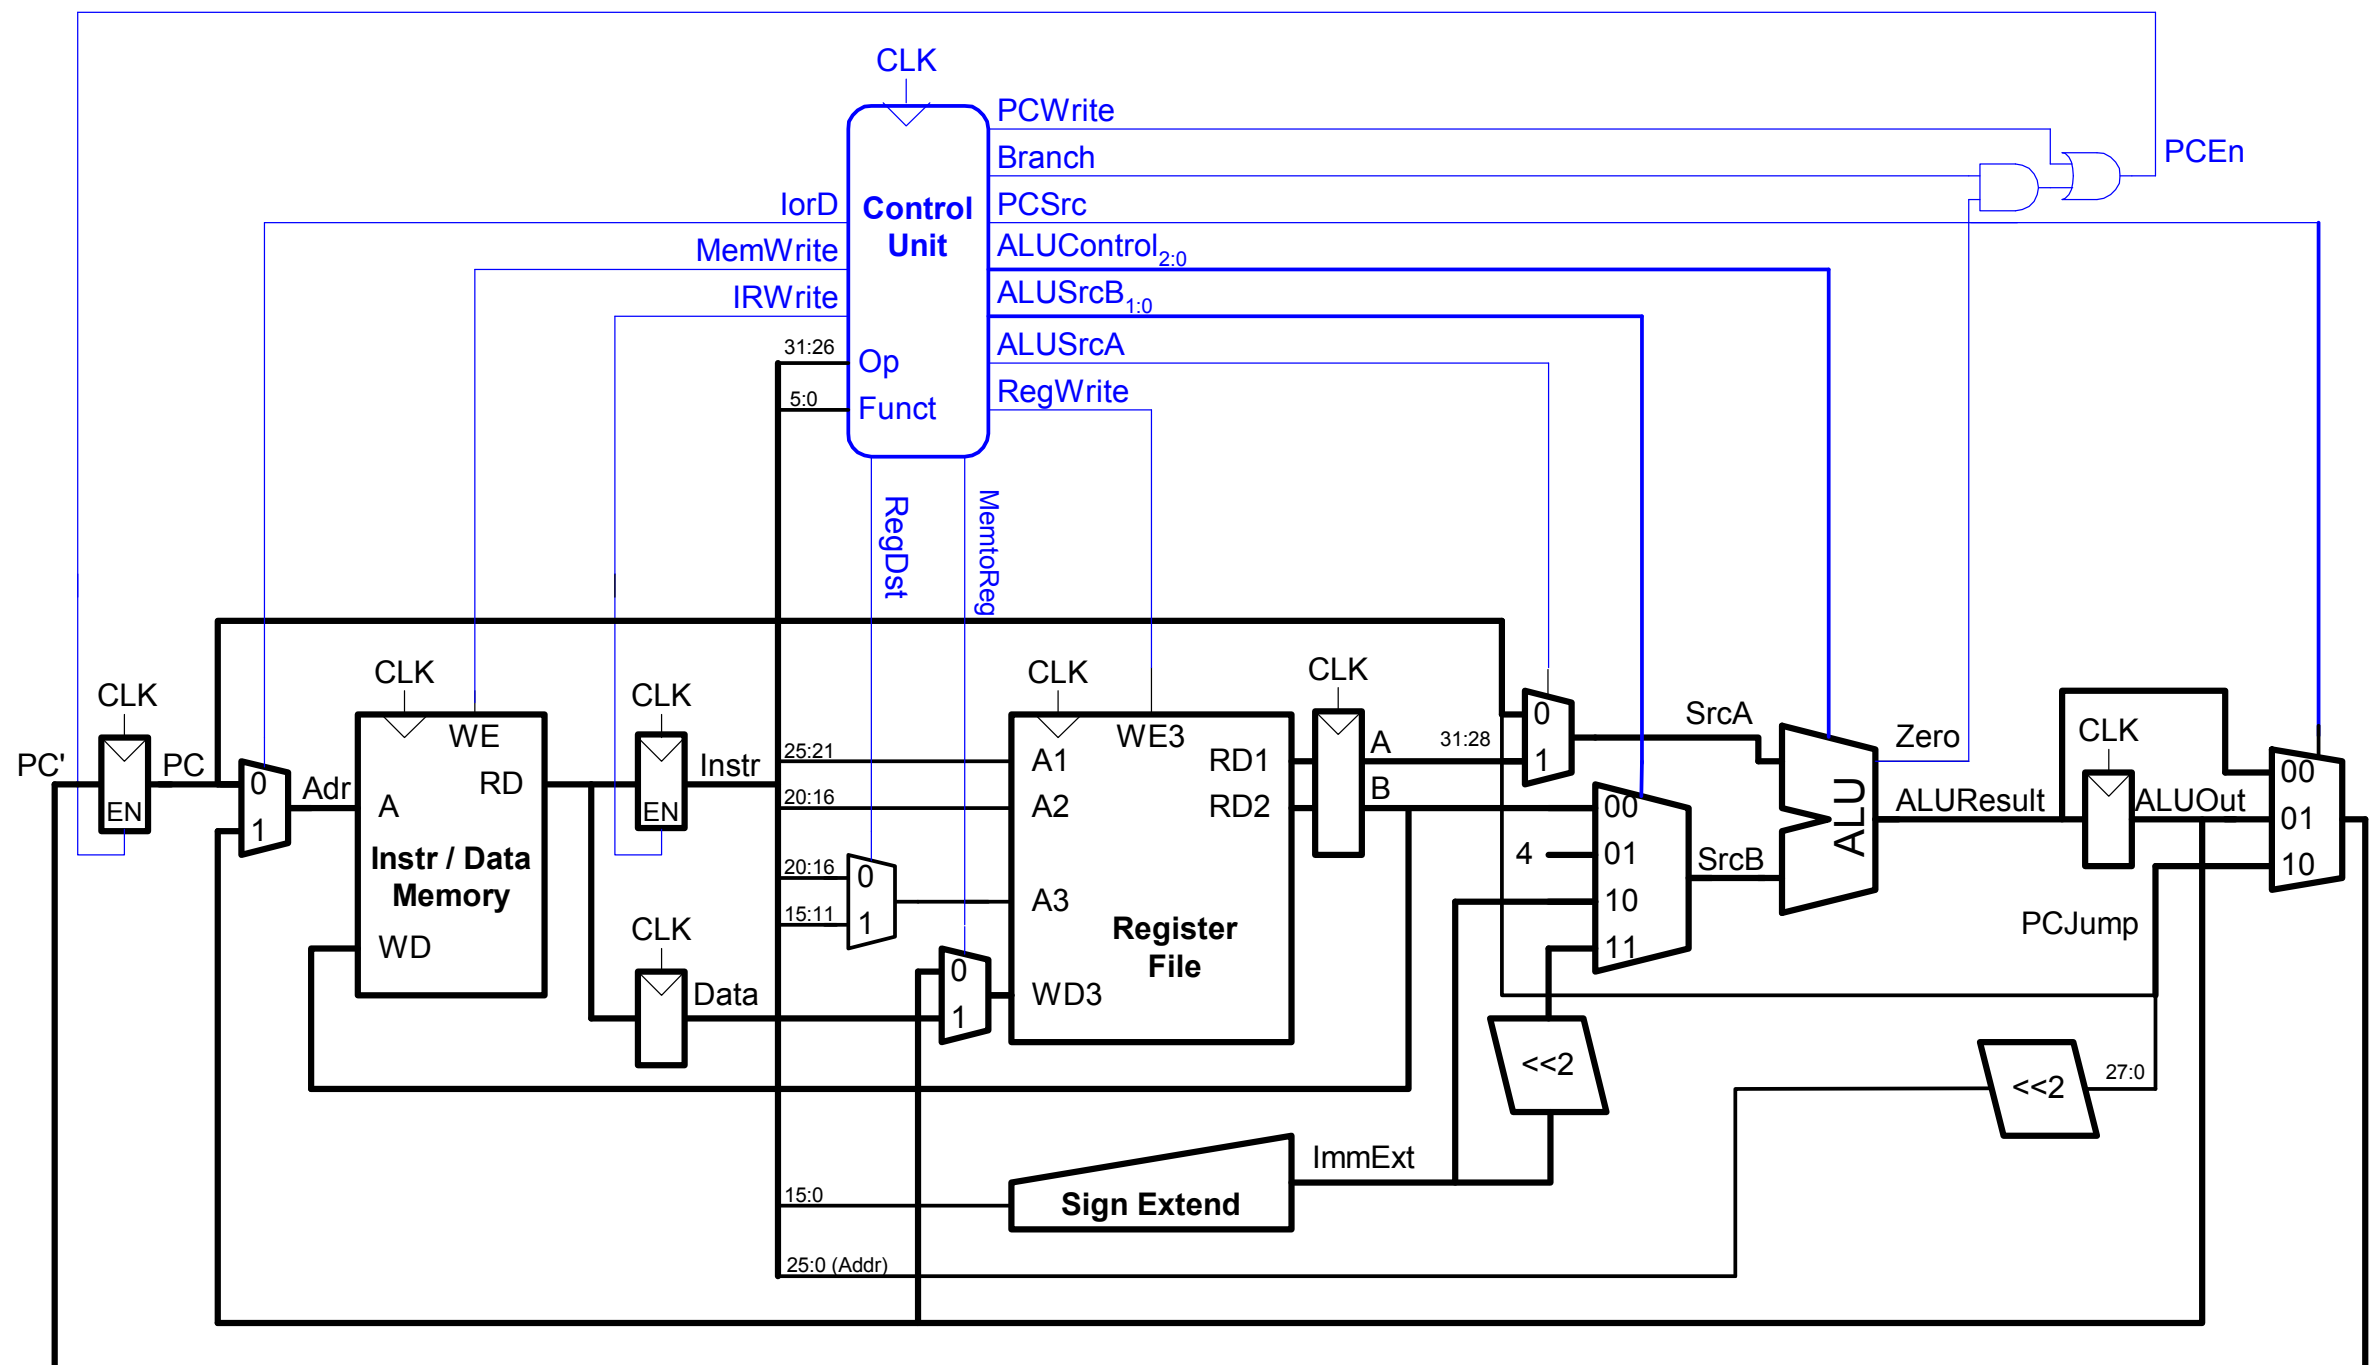 CLK
PCWrite
Branch
PCEn
IorD
Control
Unit
PCSrc
MemWrite
ALUControl2:0
IRWrite
ALUSrcB1:0
31:26
Op
ALUSrcA
5:0
Funct
RegWrite
RegDst
MemtoReg
CLK
CLK
CLK
CLK
CLK
CLK
PC'
EN
PC
0
1
Adr
WE
RD
A
Instr / Data
Memory
WD
EN
Instr
CLK
Data
25:21
20:16
20:16
0
15:11
1
0
1
A1
WE3
RD1
A2
RD2
A3
Register
File
WD3
A
31:28
B
0
1
SrcA
00
4
01
10
11
SrcB
ALU
Zero
ALUResult
CLK
ALUOut
00
01
10
PCJump
<<2
<<2
27:0
ImmExt
15:0
Sign Extend
25:0 (Addr)